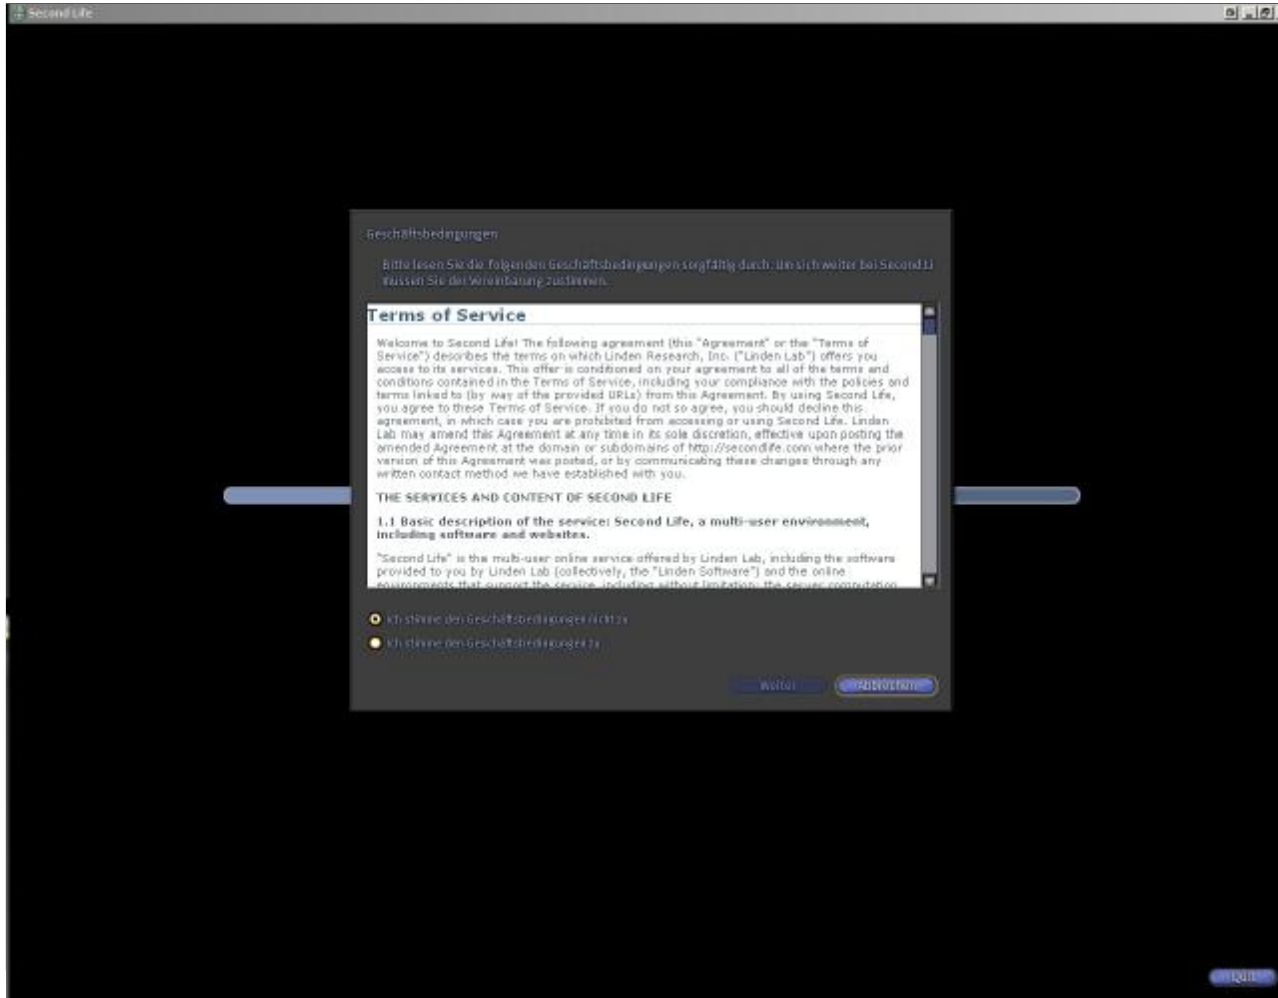 Second Life
Geschäftsbedingungen
Bitte lesen Sie die folgenden Geschäftsbedingungen sorgfältig durch. Um sich weiter bei Second Li
müssen Sie der Vereinbarung zustimmen.
Terms of Service
Welcome to Second Life! The following agreement (this "Agreement" or the "Terms of
Service") describes the terms on which Linden Research, Inc. ("Linden Lab") offers you
access to its services. This offer is conditioned on your agreement to all of the terms and
conditions contained in the Terms of Service, including your compliance with the policies and
terms linked to (by way of the provided URLs) from this Agreement. By using Second Life,
you agree to these Terms of Service. If you do not so agree, you should decline this
agreement, in which case you are prohibited from accessing or using Second Life. Linden
Lab may amend this Agreement at any time in its sole discretion, effective upon posting the
amended Agreement at the domain or subdomains of http://secondlife.com where the prior
version of this Agreement was posted, or by communicating these changes through any
written contact method we have established with you.
THE SERVICES AND CONTENT OF SECOND LIFE
1.1 Basic description of the service: Second Life, a multi-user environment,
including software and websites.
"Second Life" is the multi-user online service offered by Linden Lab, including the software
provided to you by Linden Lab (collectively, the "Linden Software") and the online
environments that support the service, including without limitation: the server computation
Ich stimme den Geschäftsbedingungen nicht zu
Ich stimme den Geschäftsbedingungen zu
Weiter
Abbrechen
Quit